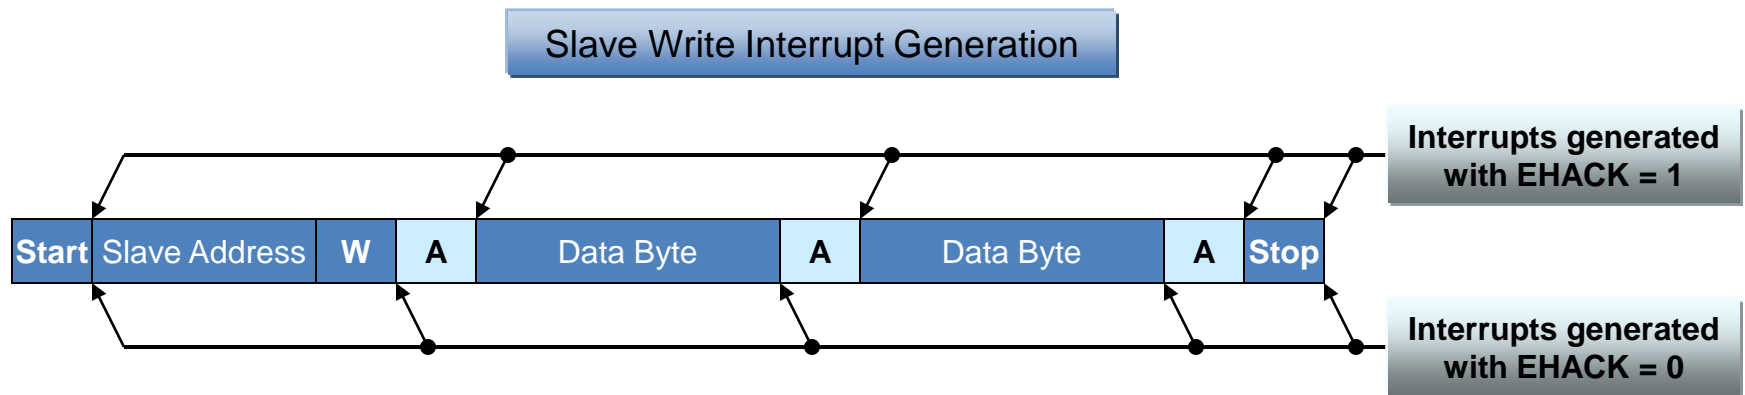 Slave Write Interrupt Generation
Interrupts generated
with EHACK = 1
Start Slave Address W A Data Byte A Data Byte A Stop
Interrupts generated
with EHACK = 0